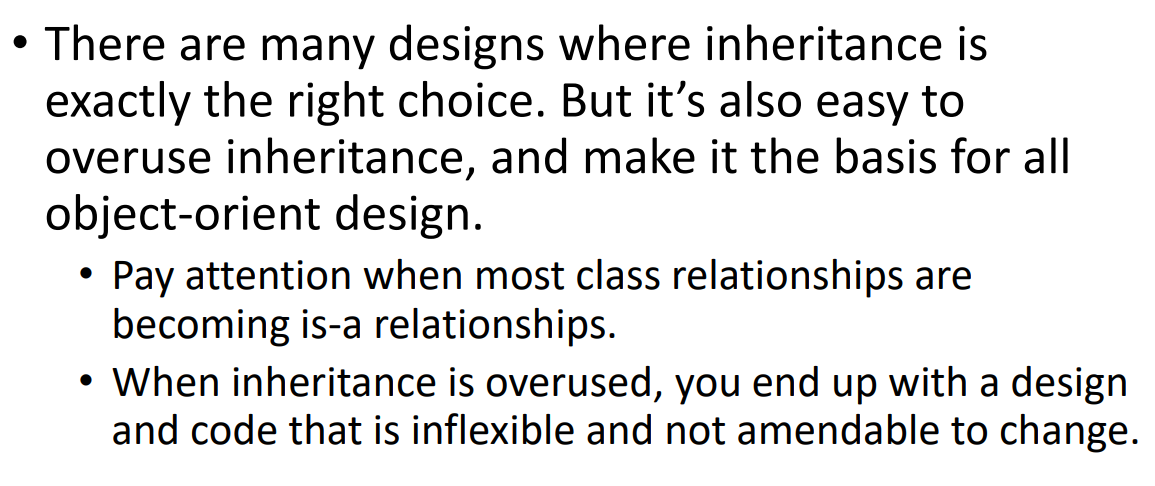 • There are many designs where inheritance is
exactly the right choice. But it’s also easy to
overuse inheritance, and make it the basis for all
object-orient design.
• Pay attention when most class relationships are
becoming is-a relationships.
• When inheritance is overused, you end up with a design
and code that is inflexible and not amendable to change.